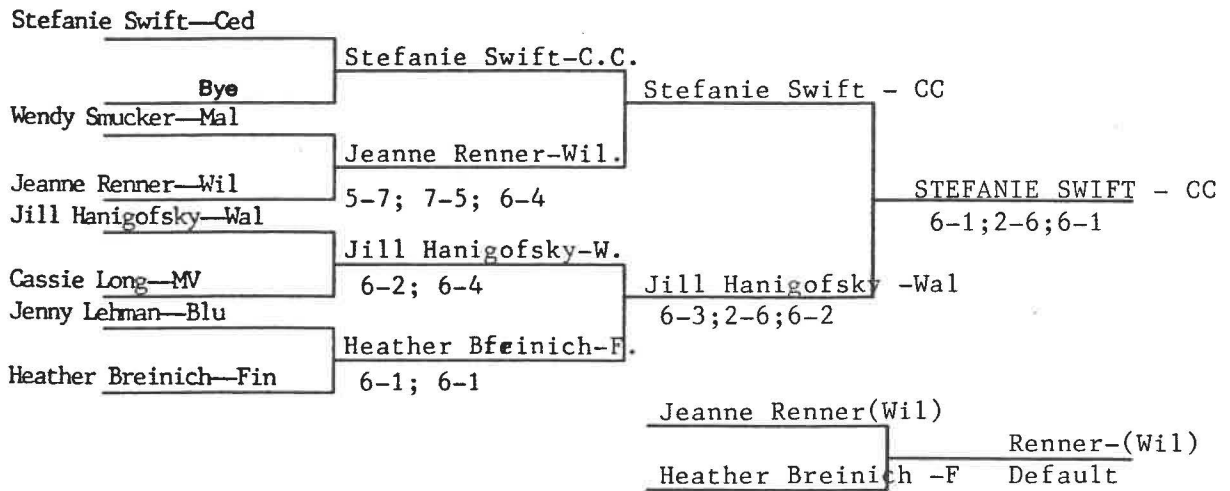 Stefanie Swift—Ced
Bye
Wendy Smucker—Mal
Jeanne Renner—Wil
Jill Hanigofsky—Wal
Cassie Long—MV
Jenny Lehman—Blu
Heather Breinich—Fin
Stefanie Swift-C.C.
Jeanne Renner-Wil.
5-7; 7-5; 6-4
Jill Hanigofsky-W.
6-2; 6-4
Heather Breinich-F.
6-1; 6-1
Stefanie Swift - CC
Jill Hanigofsky -Wal
6-3;2-6;6-2
STEFANIE SWIFT - CC
6-1;2-6;6-1
Jeanne Renner(Wil)
Heather Breinich -F
Renner-(Wil)
Default